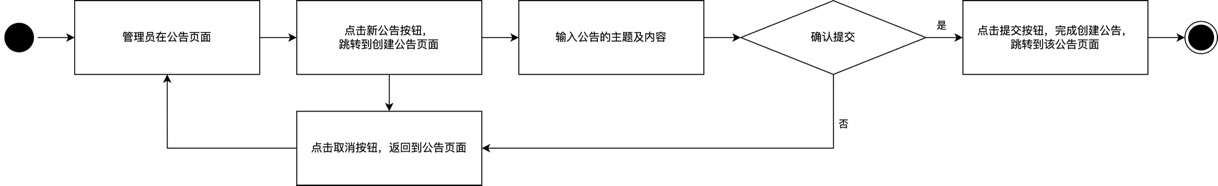 管理员在公告页面
点击新公告按钮，
跳转到创建公告页面
输入公告的主题及内容
确认提交
是
点击提交按钮，完成创建公告，
跳转到该公告页面
否
点击取消按钮，返回到公告页面